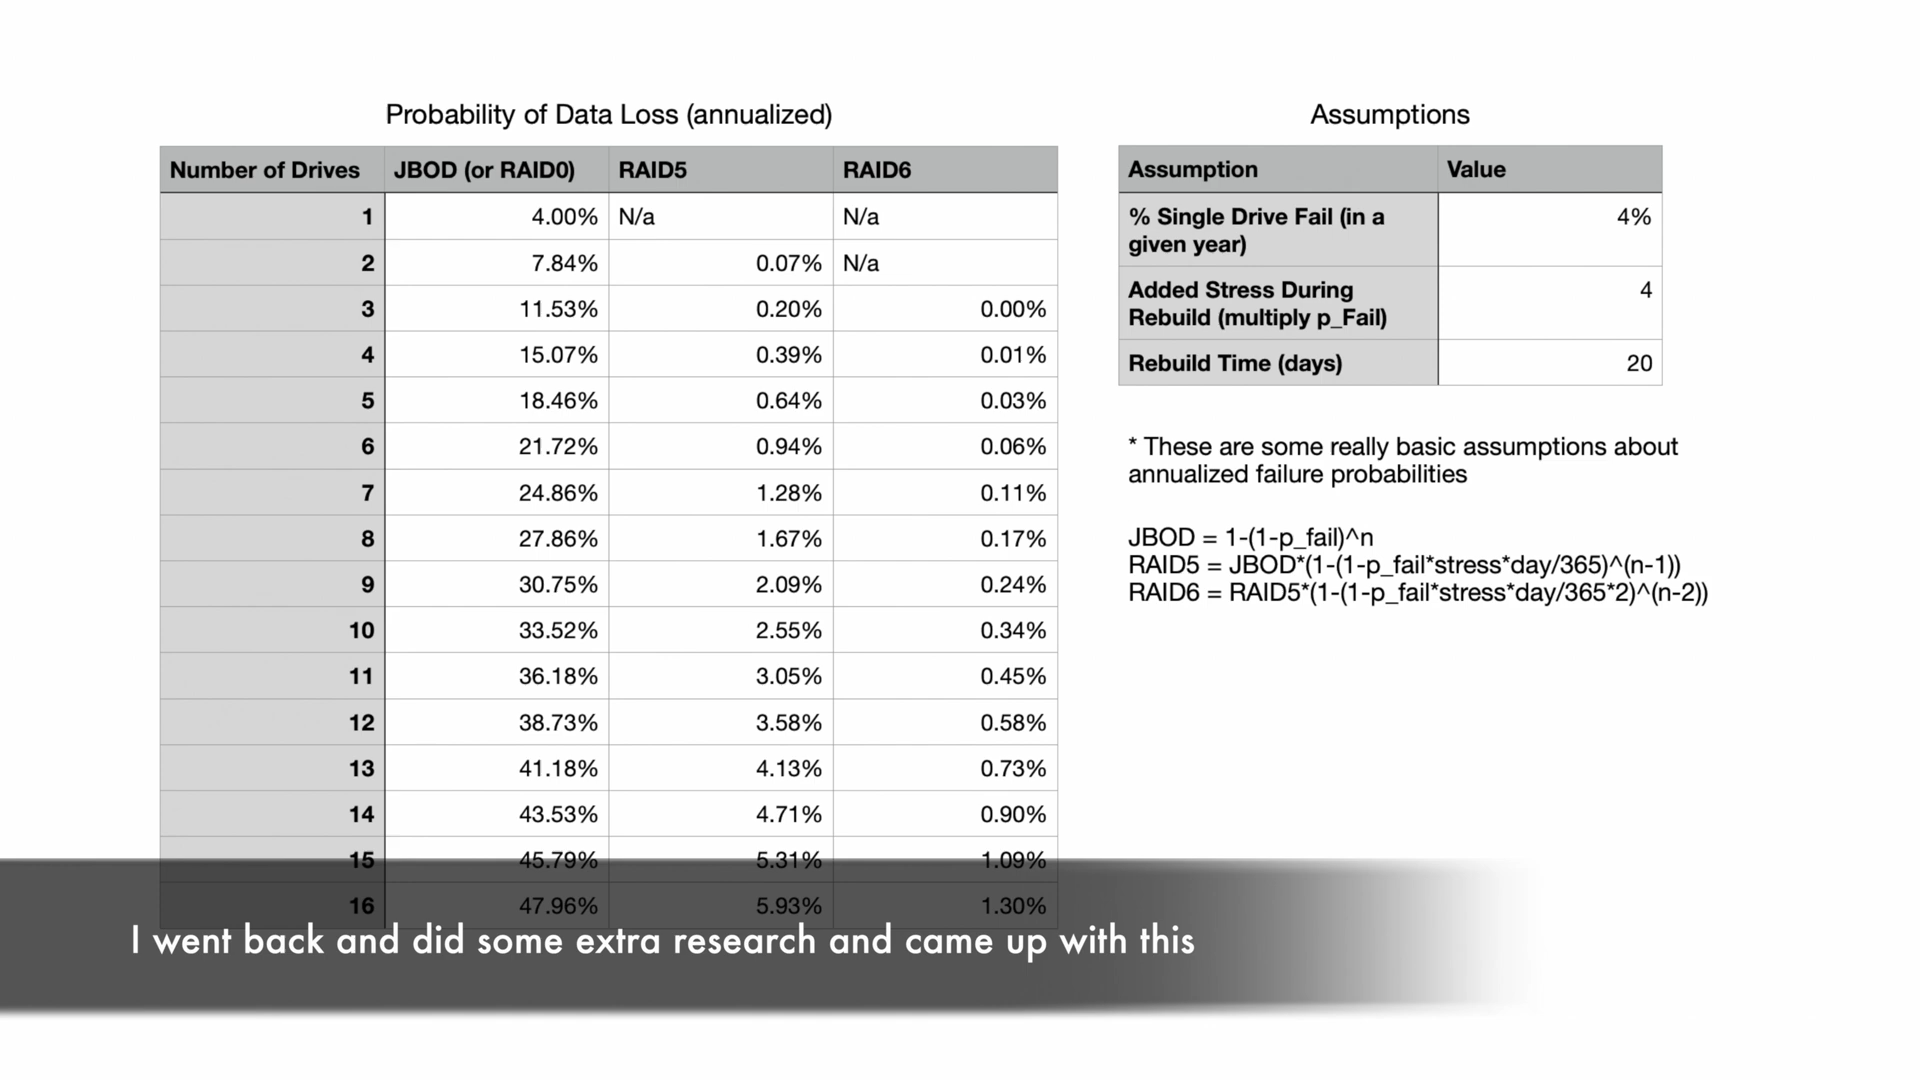 Probability of Data Loss (annualized)
Number of Drives JBOD (or RAID0) RAID5 RAID6
1 4.00% N/a N/a
2 7.84% 0.07% N/a
3 11.53% 0.20% 0.00%
4 15.07% 0.39% 0.01%
5 18.46% 0.64% 0.03%
6 21.72% 0.94% 0.06%
7 24.86% 1.28% 0.11%
8 27.86% 1.67% 0.17%
9 30.75% 2.09% 0.24%
10 33.52% 2.55% 0.34%
11 36.18% 3.05% 0.45%
12 38.73% 3.58% 0.58%
13 41.18% 4.13% 0.73%
14 43.53% 4.71% 0.90%
15 45.79% 5.31% 1.09%
16 47.96% 5.93% 1.30%
Assumptions
Assumption Value
% Single Drive Fail (in a 4%
given year)
Added Stress During 4
Rebuild (multiply p_Fail)
Rebuild Time (days) 20
* These are some really basic assumptions about
annualized failure probabilities
JBOD = 1-(1-p_fail)^n
RAID5 = JBOD*(1-(1-p_fail*stress*day/365)^(n-1))
RAID6 = RAID5*(1-(1-p_fail*stress*day/365*2)^(n-2))
I went back and did some extra research and came up with this